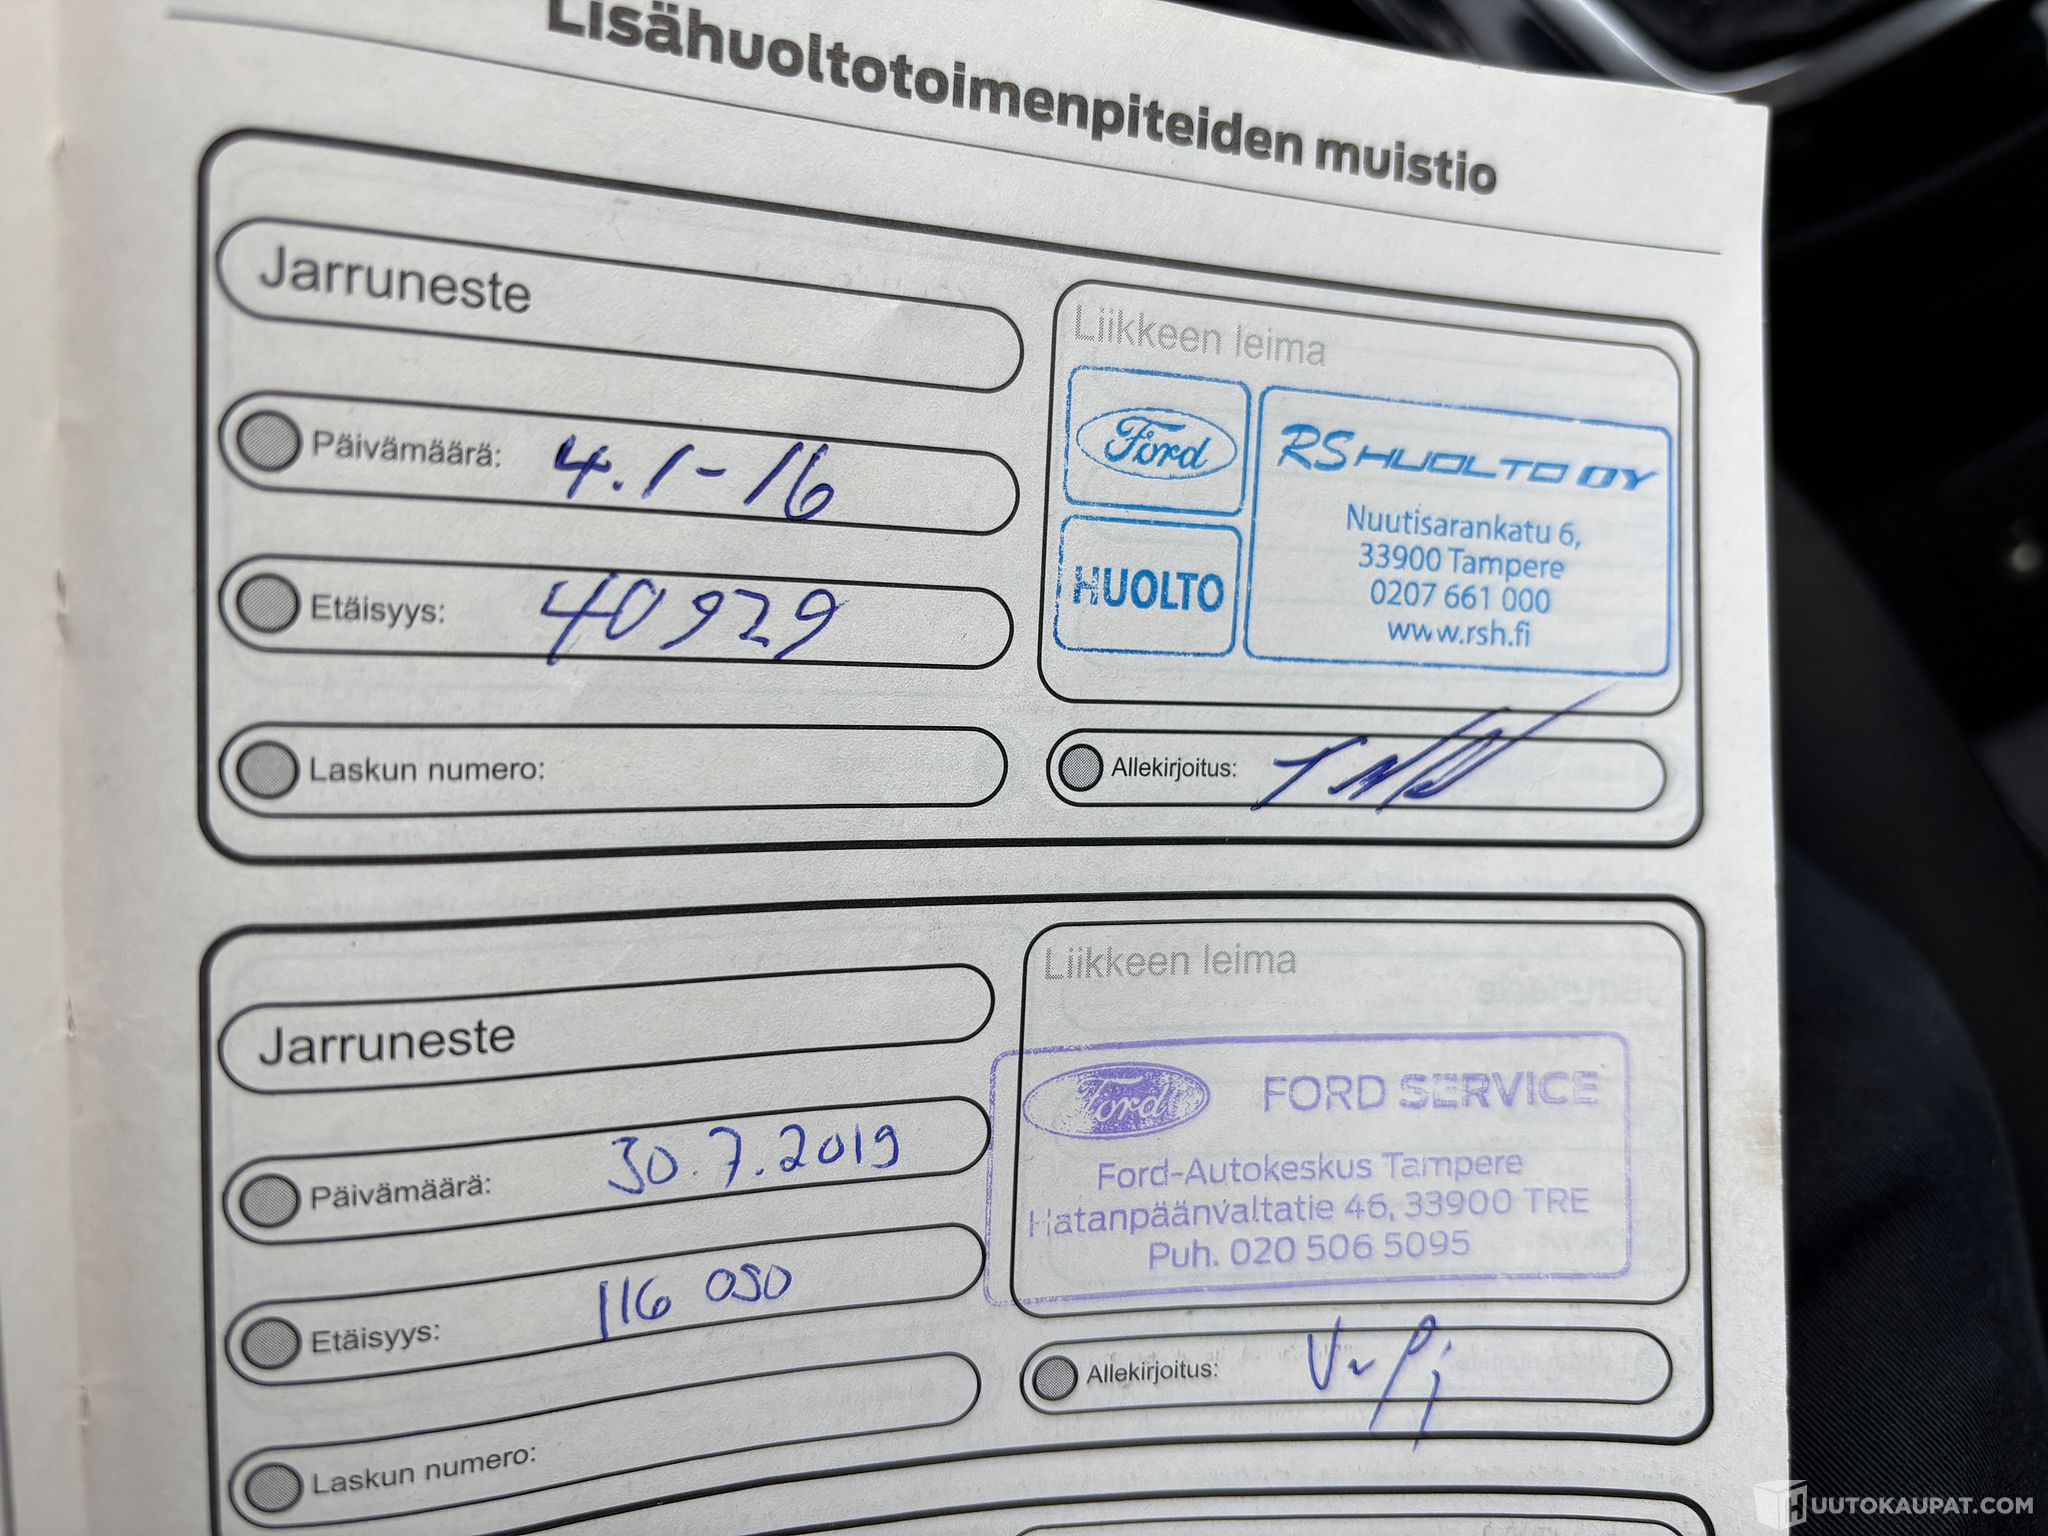 Lisähuoltotoimenpiteiden muistio
Jarruneste
Päivämäärä: 4.1-16
Etäisyys: 40929
Laskun numero:
Liikkeen leima
Ford
HUOLTO
RS HUOLTO OY
Nuutisarankatu 6,
33900 Tampere
0207 661 000
www.rsh.fi
Allekirjoitus:
Jarruneste
Päivämäärä: 30.7.2019
Etäisyys: 116 050
Laskun numero:
Liikkeen leima
Ford FORD SERVICE
Ford-Autokeskus Tampere
Hatanpäänvaltatie 46, 33900 TRE
Puh. 020 506 5095
Allekirjoitus:
HUUTOKAUPAT.COM